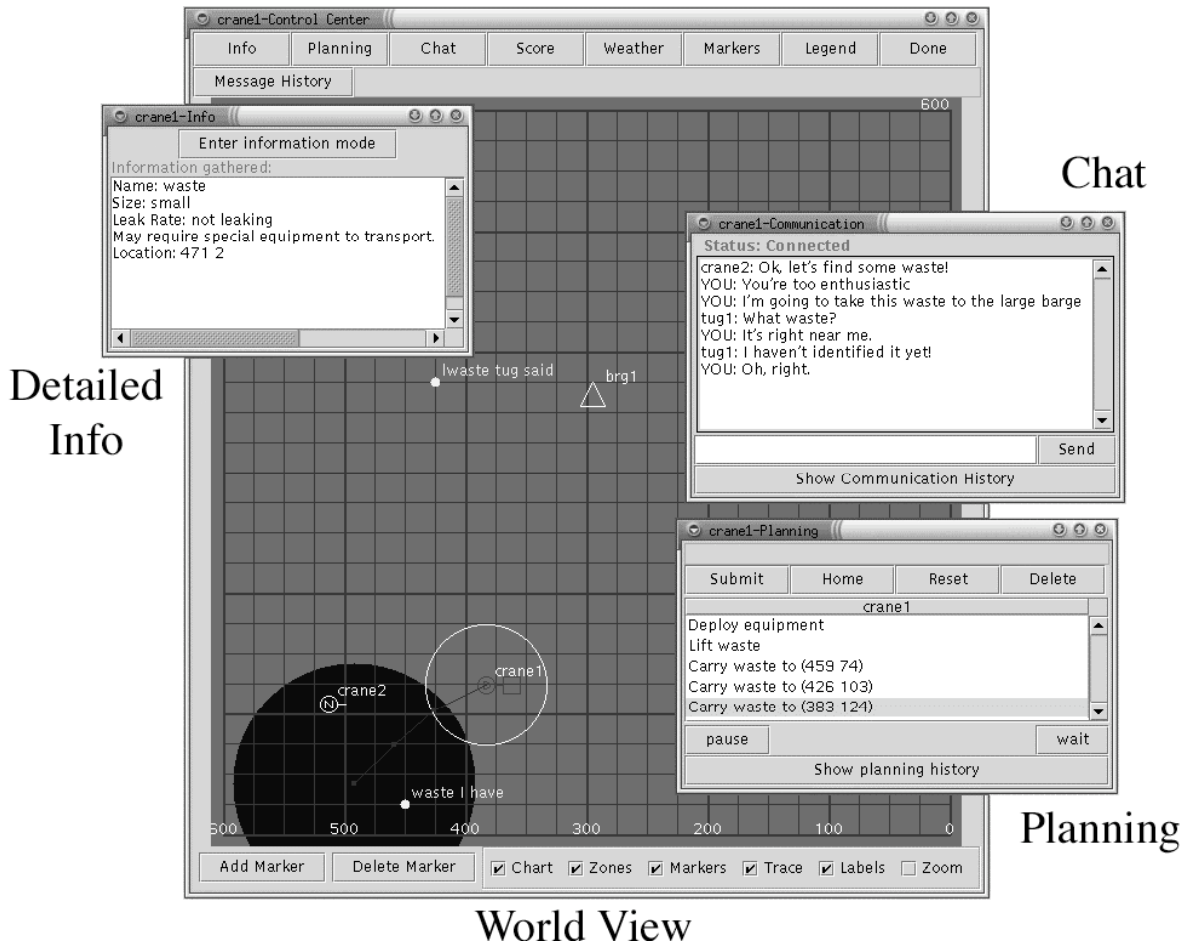 crane1-Control Center
Info Planning Chat Score Weather Markers Legend Done
Message History
600
crane1-Info
Enter information mode
Information gathered:
Name: waste
Size: small
Leak Rate: not leaking
May require special equipment to transport.
Location: 471 2
Detailed
Info
Chat
crane1-Communication
Status: Connected
crane2: Ok, let's find some waste!
YOU: You're too enthusiastic
YOU: I'm going to take this waste to the large barge
tug1: What waste?
YOU: It's right near me.
tug1: I haven't identified it yet!
YOU: Oh, right.
Send
Show Communication History
lwaste tug said
brg1
crane1-Planning
Submit Home Reset Delete
crane1
Deploy equipment
Lift waste
Carry waste to (459 74)
Carry waste to (426 103)
Carry waste to (383 124)
pause wait
Show planning history
Planning
crane1
crane2
N
waste I have
600 500 400 300 200 100 0
Add Marker Delete Marker Chart Zones Markers Trace Labels Zoom
World View